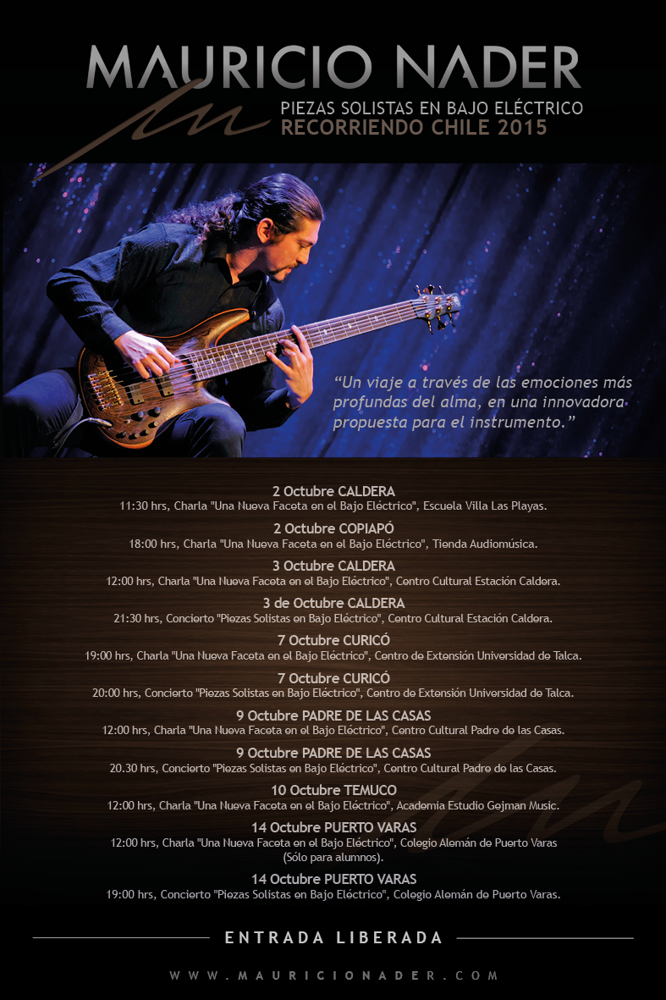 MAURICIO NADER
PIEZAS SOLISTAS EN BAJO ELÉCTRICO
RECORRIENDO CHILE 2015
“Un viaje a través de las emociones más
profundas del alma, en una innovadora
propuesta para el instrumento.”
2 Octubre CALDERA
11:30 hrs, Charla "Una Nueva Faceta en el Bajo Eléctrico", Escuela Villa Las Playas.
2 Octubre COPIAPÓ
18:00 hrs, Charla "Una Nueva Faceta en el Bajo Eléctrico", Tienda Audiomúsica.
3 Octubre CALDERA
12:00 hrs, Charla "Una Nueva Faceta en el Bajo Eléctrico", Centro Cultural Estación Caldera.
3 de Octubre CALDERA
21:30 hrs, Concierto "Piezas Solistas en Bajo Eléctrico", Centro Cultural Estación Caldera.
7 Octubre CURICÓ
19:00 hrs, Charla "Una Nueva Faceta en el Bajo Eléctrico", Centro de Extensión Universidad de Talca.
7 Octubre CURICÓ
20:00 hrs, Concierto "Piezas Solistas en Bajo Eléctrico", Centro de Extensión Universidad de Talca.
9 Octubre PADRE DE LAS CASAS
12:00 hrs, Charla "Una Nueva Faceta en el Bajo Eléctrico", Centro Cultural Padre de las Casas.
9 Octubre PADRE DE LAS CASAS
20.30 hrs, Concierto "Piezas Solistas en Bajo Eléctrico", Centro Cultural Padre de las Casas.
10 Octubre TEMUCO
12:00 hrs, Charla "Una Nueva Faceta en el Bajo Eléctrico", Academia Estudio Gejman Music.
14 Octubre PUERTO VARAS
12:00 hrs, Charla "Una Nueva Faceta en el Bajo Eléctrico", Colegio Alemán de Puerto Varas
(Sólo para alumnos).
14 Octubre PUERTO VARAS
19:00 hrs, Concierto "Piezas Solistas en Bajo Eléctrico", Colegio Alemán de Puerto Varas.
ENTRADA LIBERADA
WWW.MAURICIONADER.COM